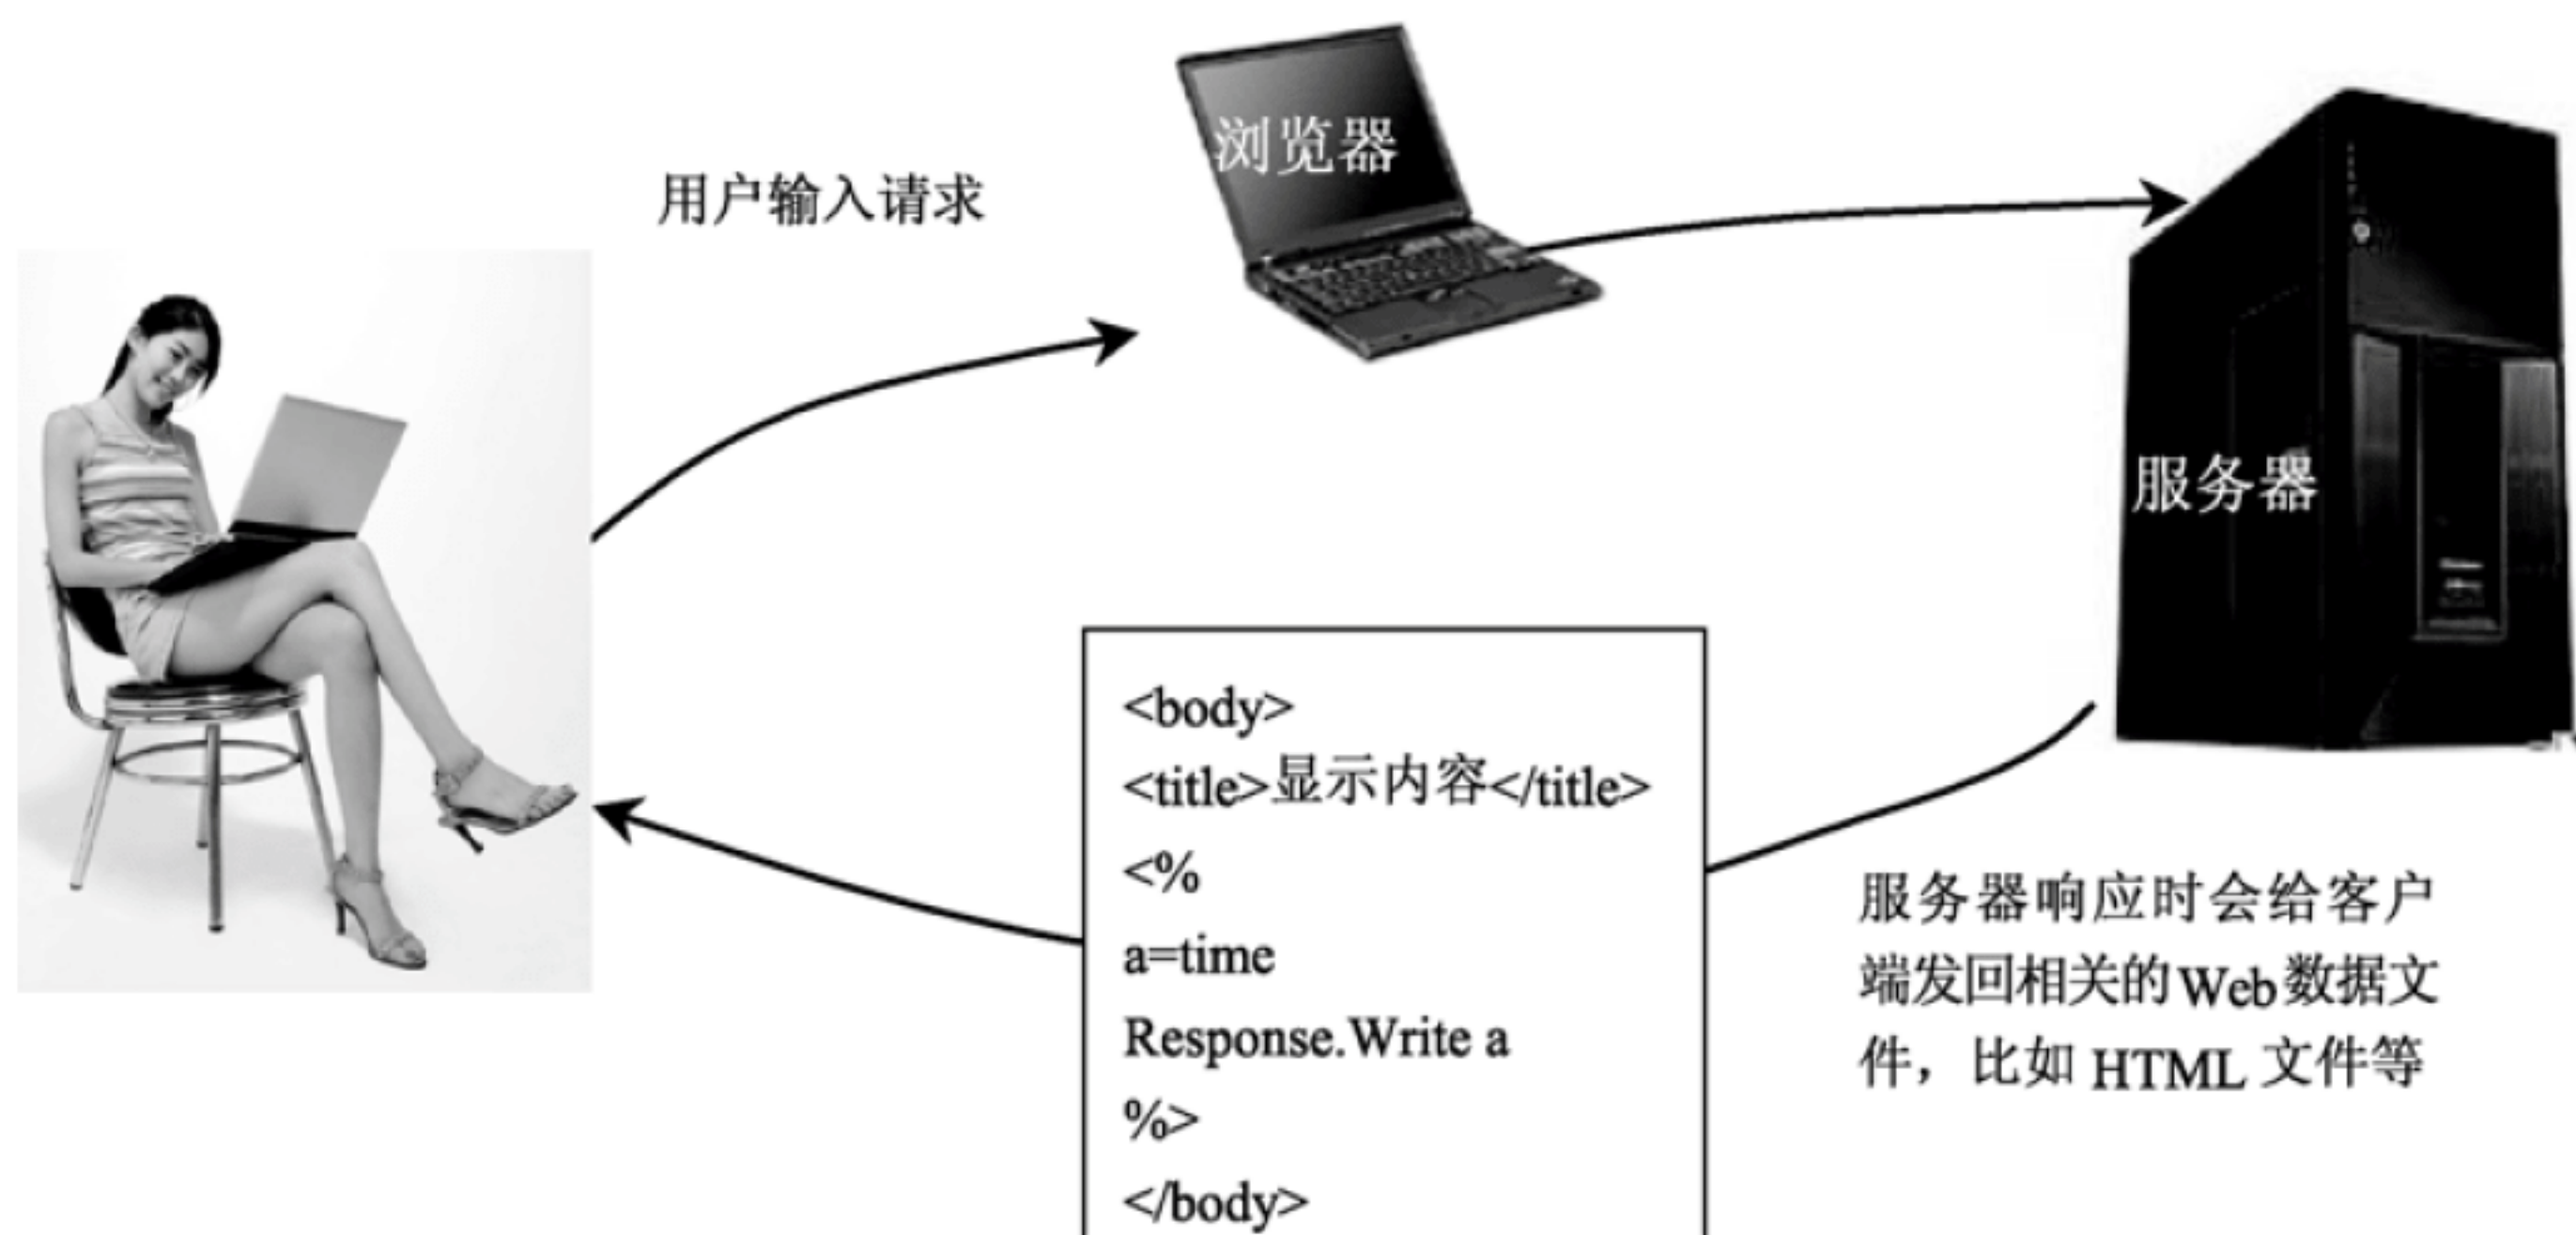 用户输入请求
浏览器
服务器
<body>
<title>显示内容</title>
<%
a=time
Response.Write a
%>
</body>
服务器响应时会给客户
端发回相关的Web数据文
件，比如 HTML 文件等